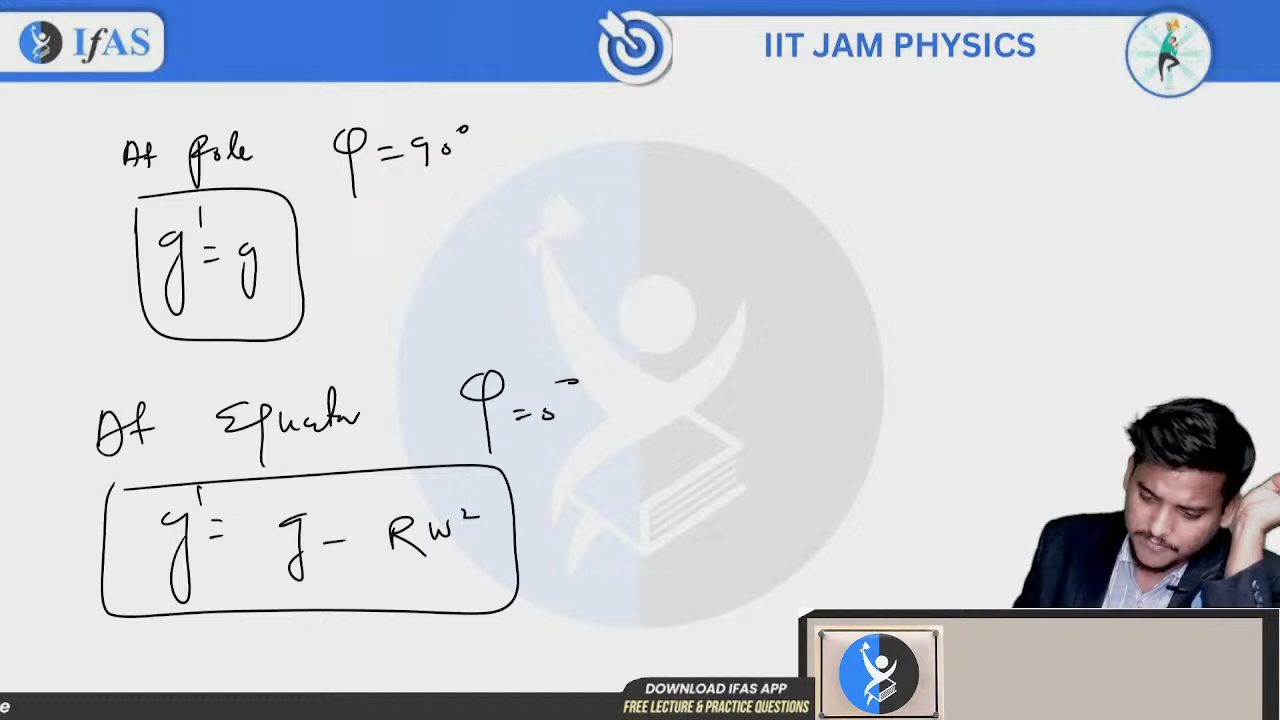 IfAS
IIT JAM PHYSICS
At pole φ = 90°
g' = g
At Equator φ = 0°
g' = g - Rω²
DOWNLOAD IFAS APP
FREE LECTURE & PRACTICE QUESTIONS
e